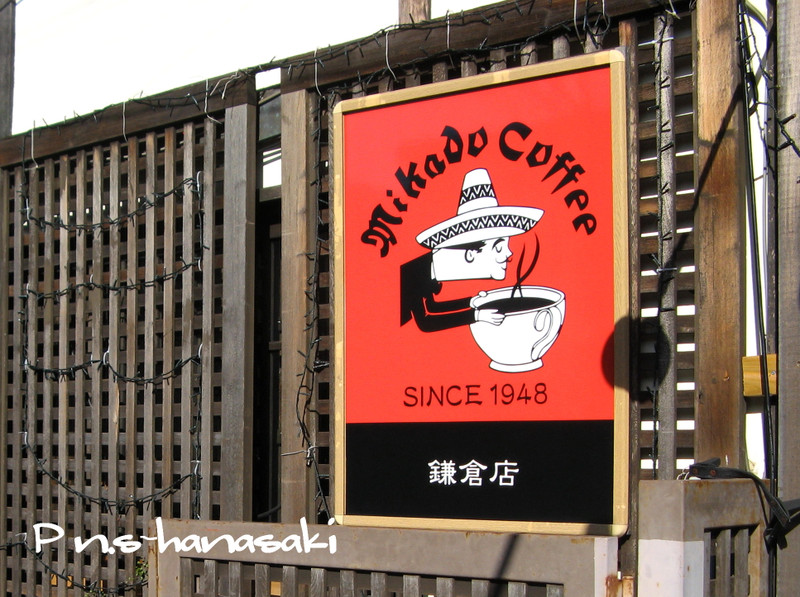 Mikado Coffee
SINCE 1948
鎌倉店
P n.s-hanasaki